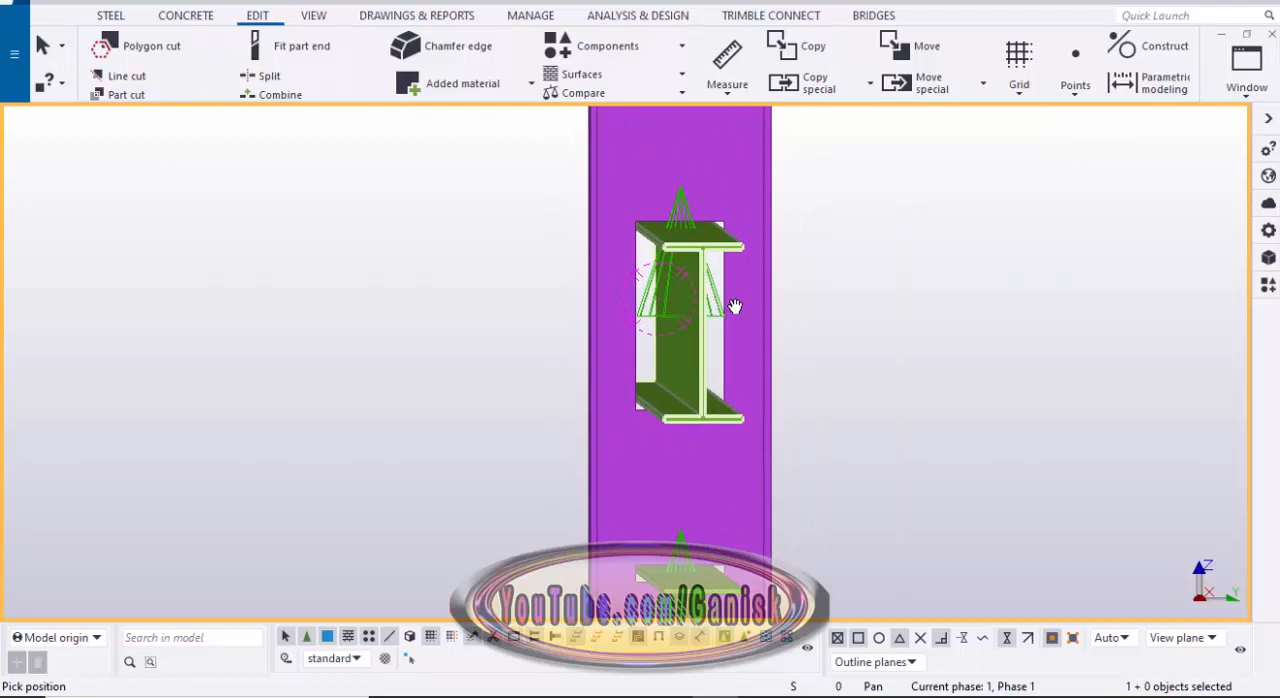 STEEL CONCRETE EDIT VIEW DRAWINGS & REPORTS MANAGE ANALYSIS & DESIGN TRIMBLE CONNECT BRIDGES Quick Launch
Polygon cut Fit part end Chamfer edge Components Copy Move Construct
Line cut Split Added material Surfaces Measure Copy special Move special Grid Points Parametric modeling Window
Part cut Combine Compare
Z
X Y
YouTube.com/Ganisk
Model origin Search in model Auto View plane
standard Outline planes
Pick position S 0 Pan Current phase: 1, Phase 1 1 + 0 objects selected